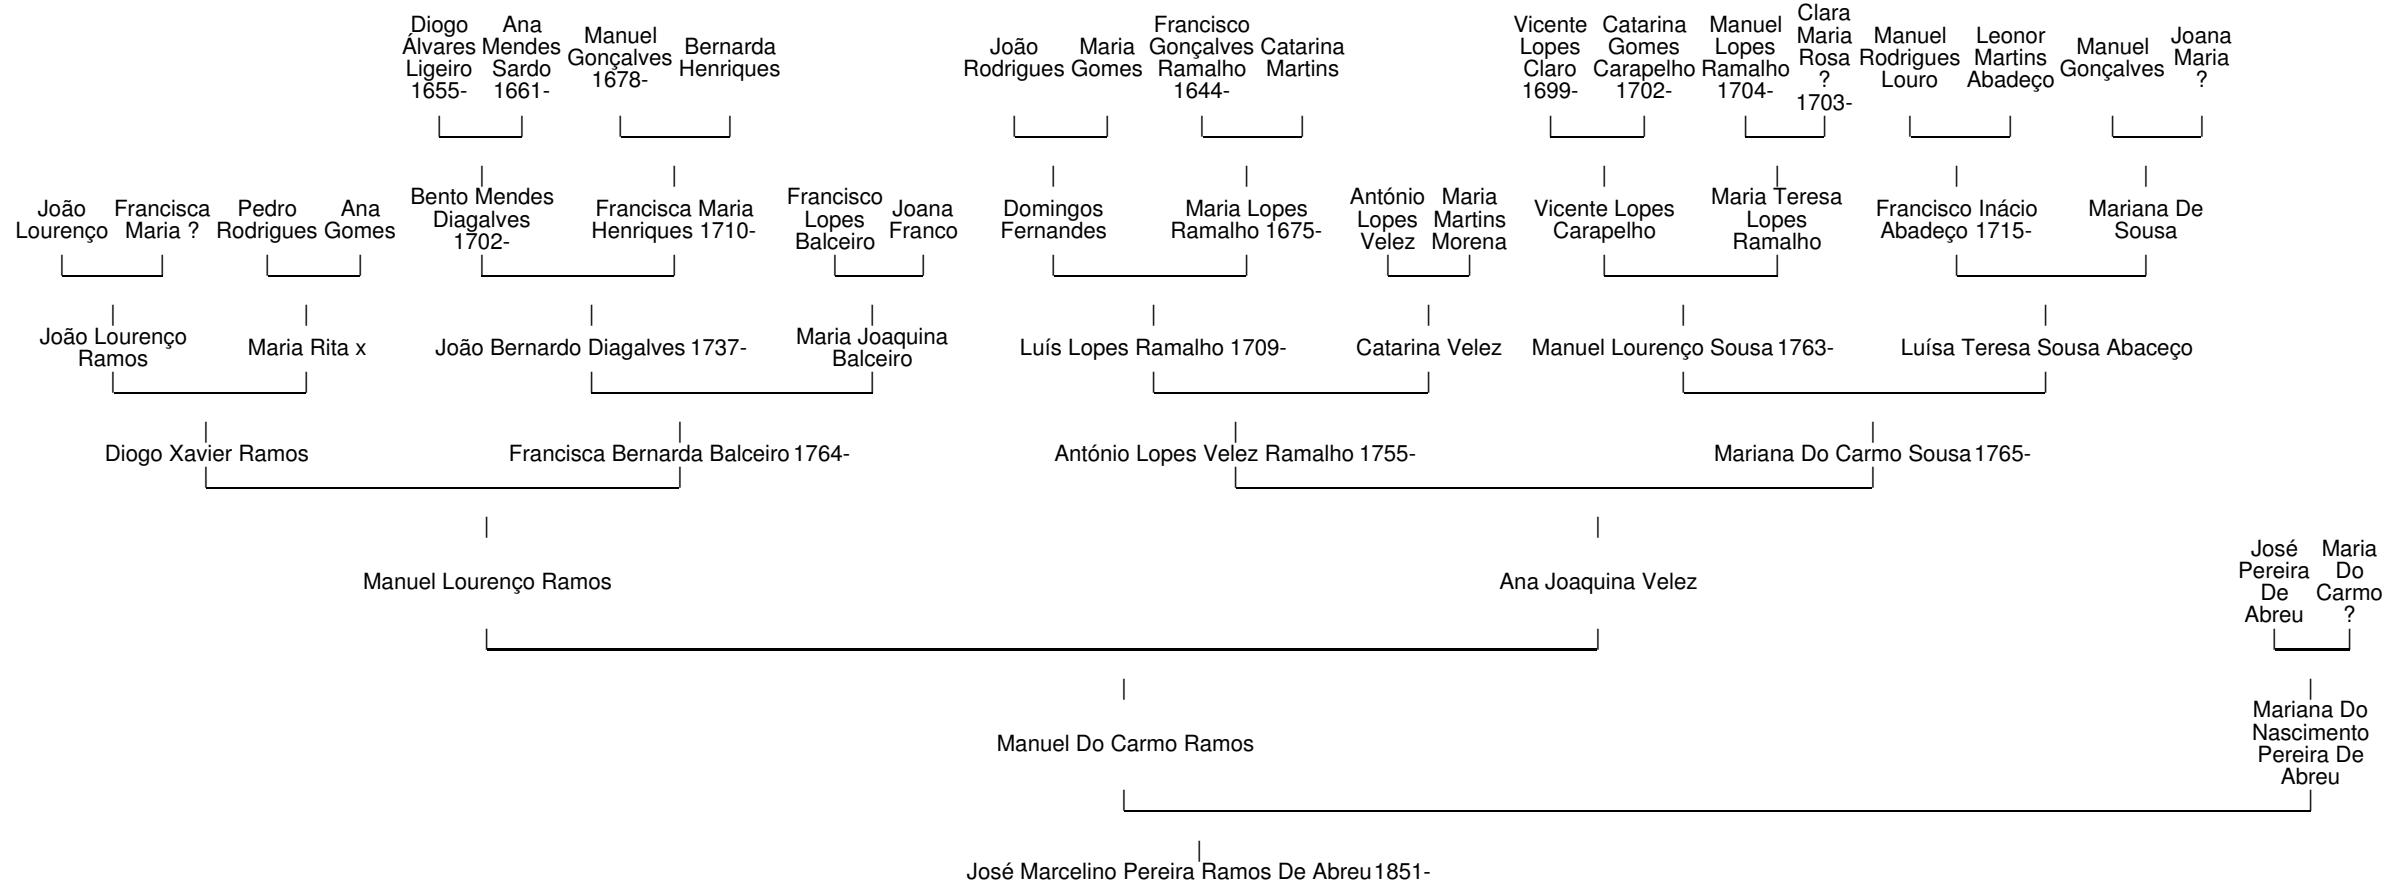 Diogo
Álvares
Ligeiro
1655-
Ana
Mendes
Sardo
1661-
Manuel
Gonçalves
1678-
Bernarda
Henriques
João
Rodrigues
Maria
Gomes
Francisco
Gonçalves
Ramalho
1644-
Catarina
Martins
Vicente
Lopes
Claro
1699-
Catarina
Gomes
Carapelho
1702-
Manuel
Lopes
Ramalho
1704-
Clara
Maria
Rosa
?
1703-
Manuel
Rodrigues
Louro
Leonor
Martins
Abadeço
Manuel
Gonçalves
Joana
Maria
?
João
Lourenço
Francisca
Maria ?
Pedro
Rodrigues
Ana
Gomes
Bento Mendes
Diagalves
1702-
Francisca Maria
Henriques 1710-
Francisco
Lopes
Balceiro
Joana
Franco
Domingos
Fernandes
Maria Lopes
Ramalho 1675-
António
Lopes
Velez
Maria
Martins
Morena
Vicente Lopes
Carapelho
Maria Teresa
Lopes
Ramalho
Francisco Inácio
Abadeço 1715-
Mariana De
Sousa
João Lourenço
Ramos
Maria Rita x
João Bernardo Diagalves 1737-
Maria Joaquina
Balceiro
Luís Lopes Ramalho 1709-
Catarina Velez
Manuel Lourenço Sousa 1763-
Luísa Teresa Sousa Abaceço
Diogo Xavier Ramos
Francisca Bernarda Balceiro 1764-
António Lopes Velez Ramalho 1755-
Mariana Do Carmo Sousa 1765-
Manuel Lourenço Ramos
Ana Joaquina Velez
José
Pereira
De
Abreu
Maria
Do
Carmo
?
Manuel Do Carmo Ramos
Mariana Do
Nascimento
Pereira De
Abreu
José Marcelino Pereira Ramos De Abreu 1851-